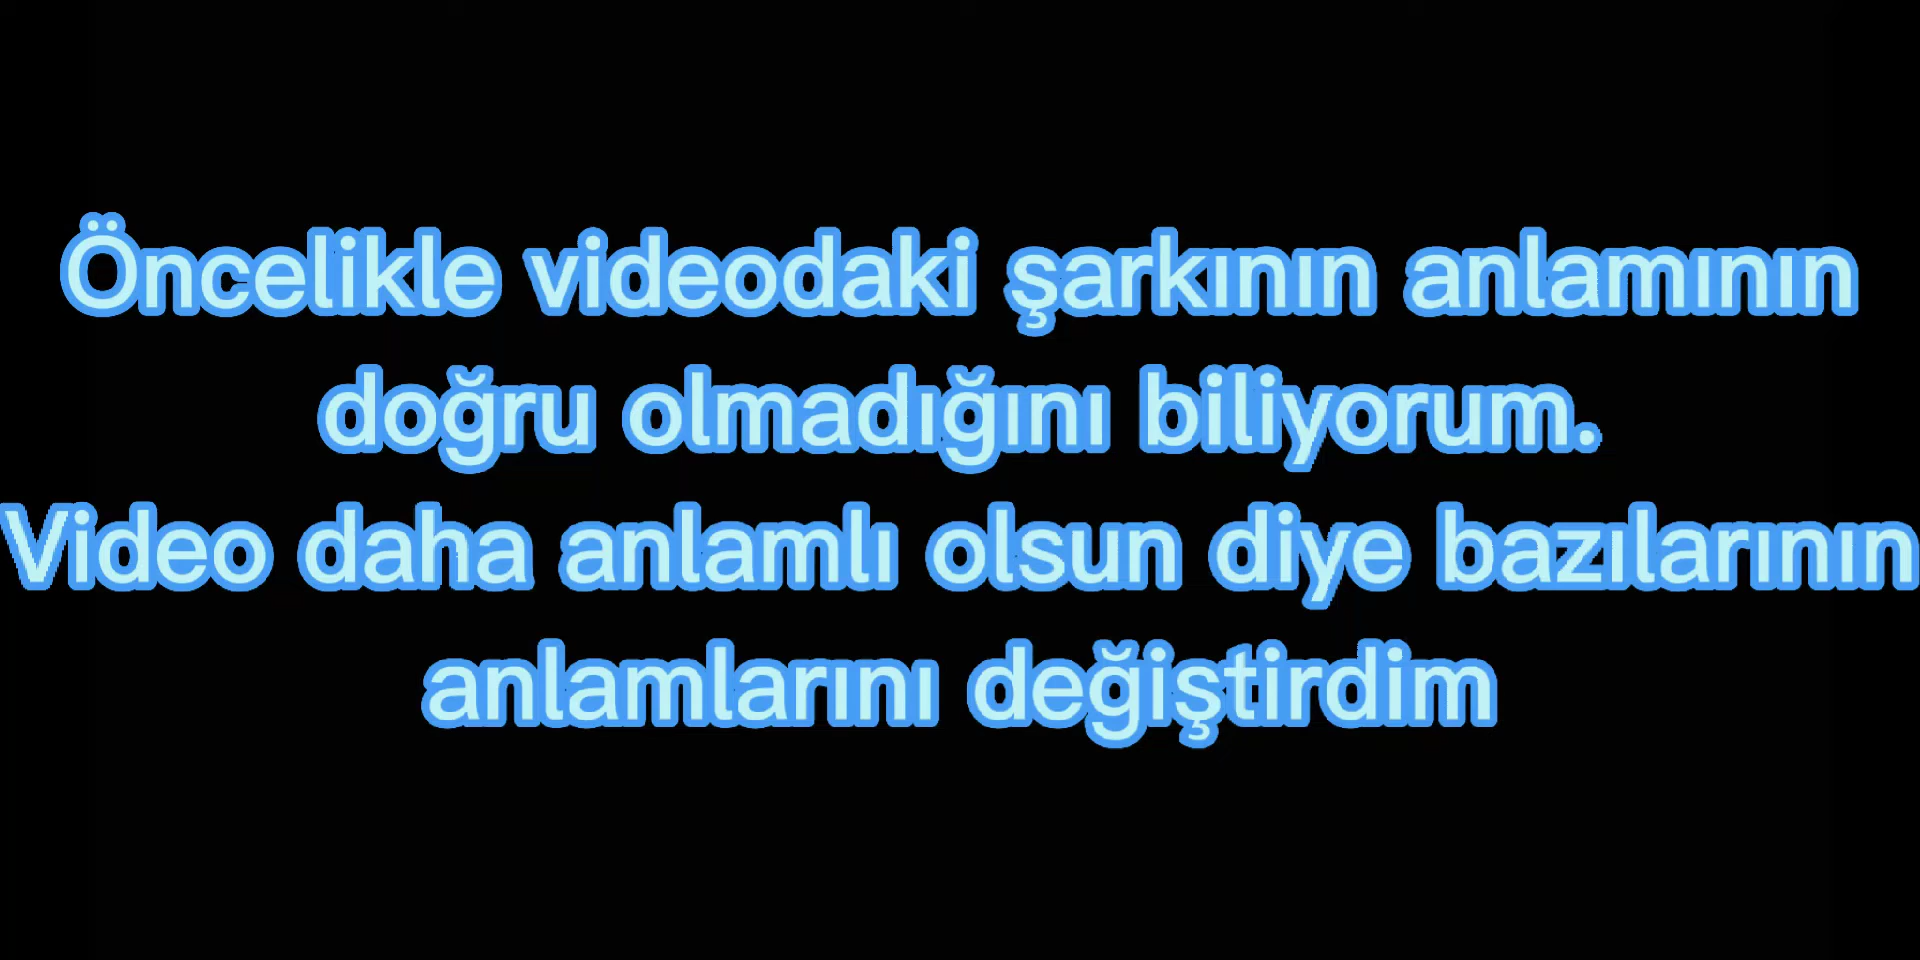 Öncelikle videodaki şarkının anlamının
doğru olmadığını biliyorum.
Video daha anlamlı olsun diye bazılarının
anlamlarını değiştirdim